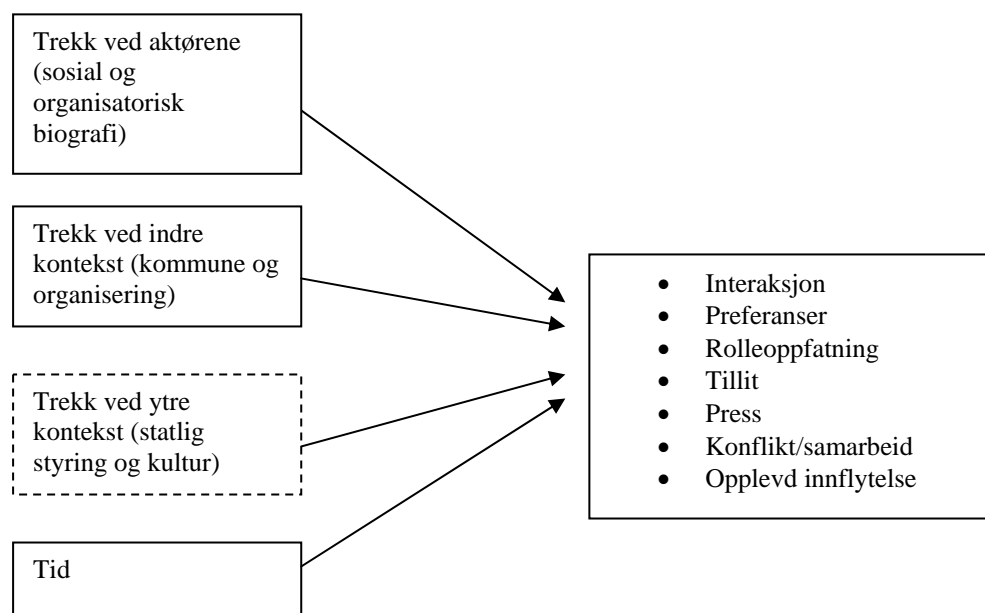 Trekk ved aktørene
(sosial og
organisatorisk
biografi)
Trekk ved indre
kontekst (kommune og
organisering)
Trekk ved ytre
kontekst (statlig
styring og kultur)
Tid
• Interaksjon
• Preferanser
• Rolleoppfatning
• Tillit
• Press
• Konflikt/samarbeid
• Opplevd innflytelse